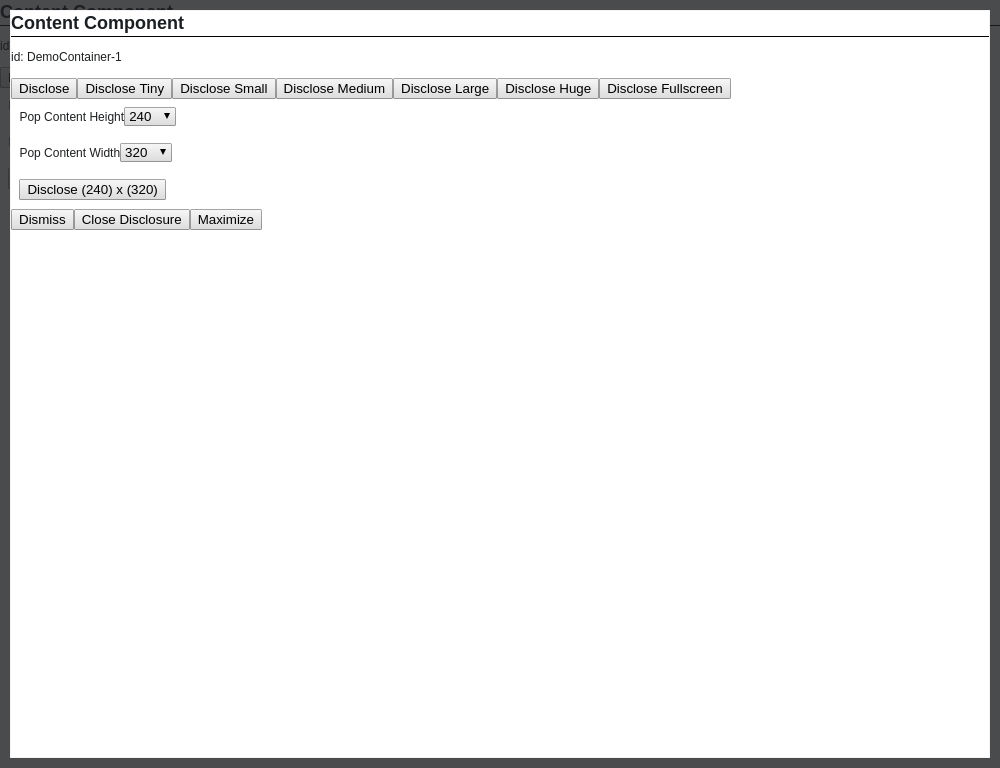 Content Component
id: DemoContainer-1
Disclose Disclose Tiny Disclose Small Disclose Medium Disclose Large Disclose Huge Disclose Fullscreen
Pop Content Height 240
Pop Content Width 320
Disclose (240) x (320)
Dismiss Close Disclosure Maximize